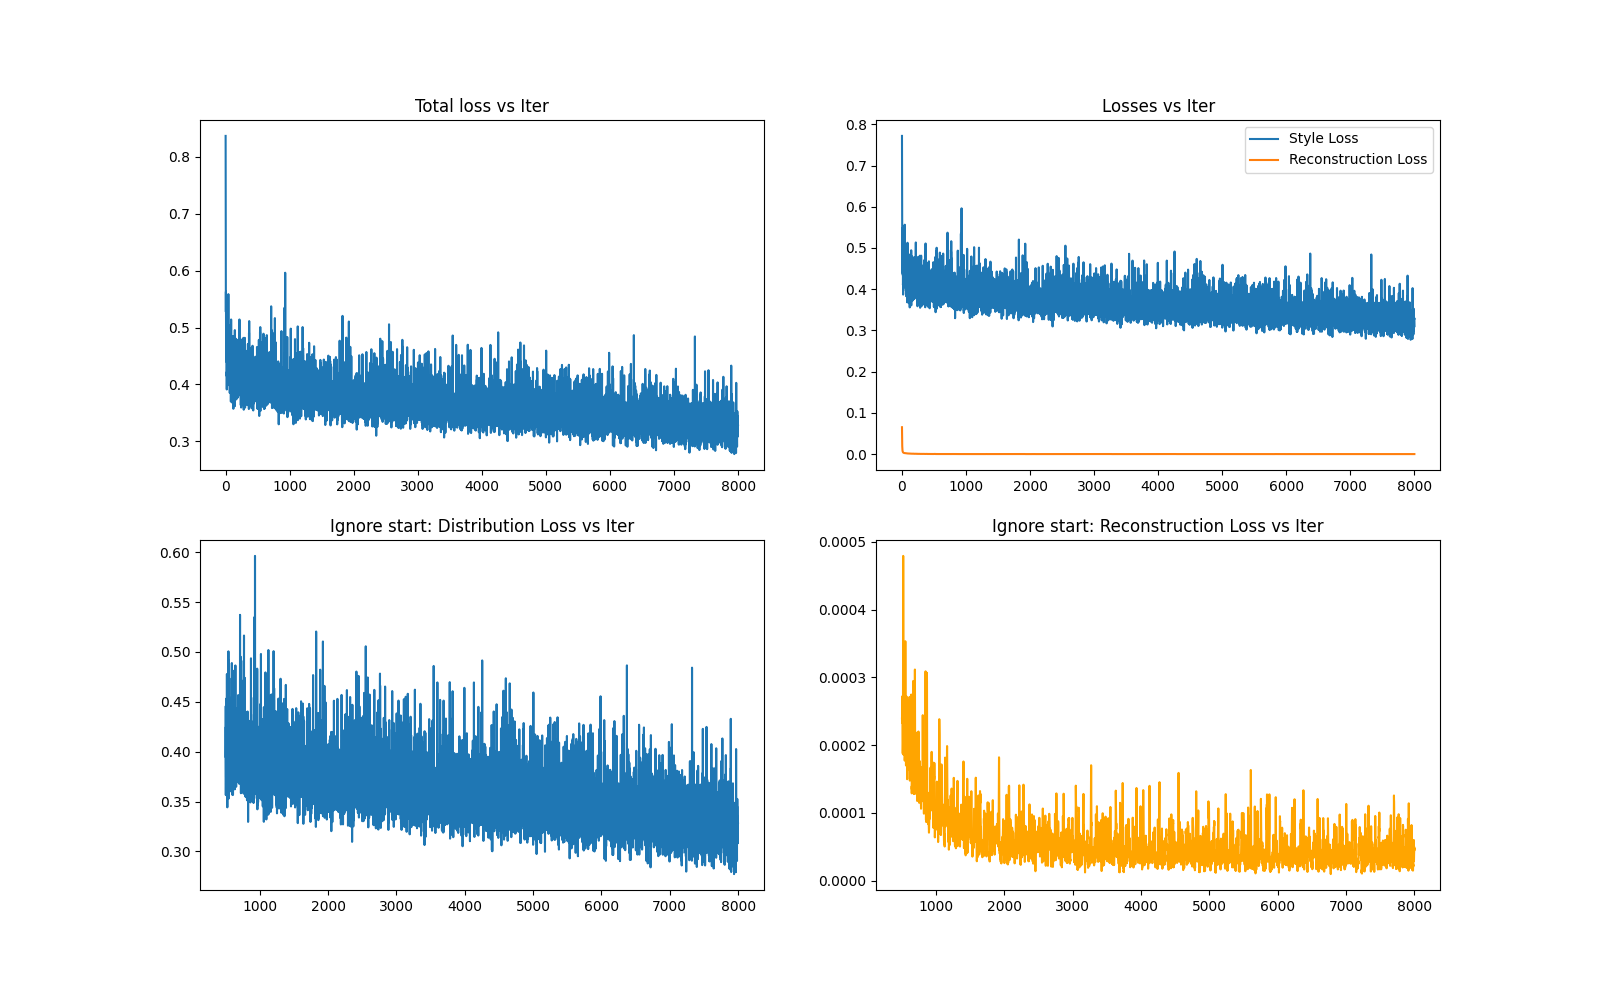 Total loss vs Iter
0.8
0.7
0.6
0.5
0.4
0.3
0 1000 2000 3000 4000 5000 6000 7000 8000
Losses vs Iter
Style Loss
Reconstruction Loss
0.8
0.7
0.6
0.5
0.4
0.3
0.2
0.1
0.0
0 1000 2000 3000 4000 5000 6000 7000 8000
Ignore start: Distribution Loss vs Iter
0.60
0.55
0.50
0.45
0.40
0.35
0.30
1000 2000 3000 4000 5000 6000 7000 8000
Ignore start: Reconstruction Loss vs Iter
0.0005
0.0004
0.0003
0.0002
0.0001
0.0000
1000 2000 3000 4000 5000 6000 7000 8000